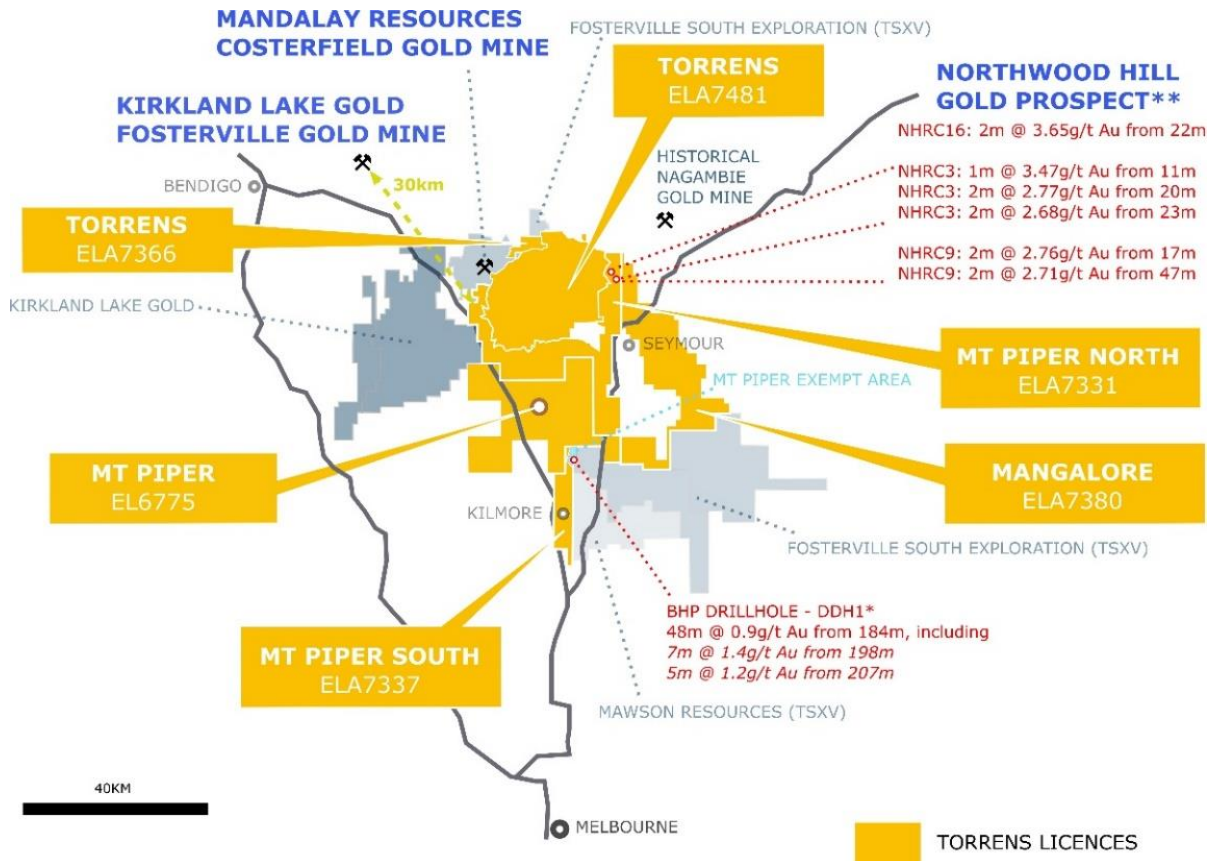 MANDALAY RESOURCES
COSTERFIELD GOLD MINE
FOSTERVILLE SOUTH EXPLORATION (TSXV)
TORRENS
ELA7481
NORTHWOOD HILL
GOLD PROSPECT**
KIRKLAND LAKE GOLD
FOSTERVILLE GOLD MINE
NHRC16: 2m @ 3.65g/t Au from 22m
NHRC3: 1m @ 3.47g/t Au from 11m
NHRC3: 2m @ 2.77g/t Au from 20m
NHRC3: 2m @ 2.68g/t Au from 23m
NHRC9: 2m @ 2.76g/t Au from 17m
NHRC9: 2m @ 2.71g/t Au from 47m
HISTORICAL
NAGAMBIE
GOLD MINE
BENDIGO
30km
TORRENS
ELA7366
KIRKLAND LAKE GOLD
SEYMOUR
MT PIPER NORTH
ELA7331
MT PIPER EXEMPT AREA
MT PIPER
EL6775
MANGALORE
ELA7380
KILMORE
FOSTERVILLE SOUTH EXPLORATION (TSXV)
MT PIPER SOUTH
ELA7337
BHP DRILLHOLE - DDH1*
48m @ 0.9g/t Au from 184m, including
7m @ 1.4g/t Au from 198m
5m @ 1.2g/t Au from 207m
MAWSON RESOURCES (TSXV)
40KM
MELBOURNE
TORRENS LICENCES